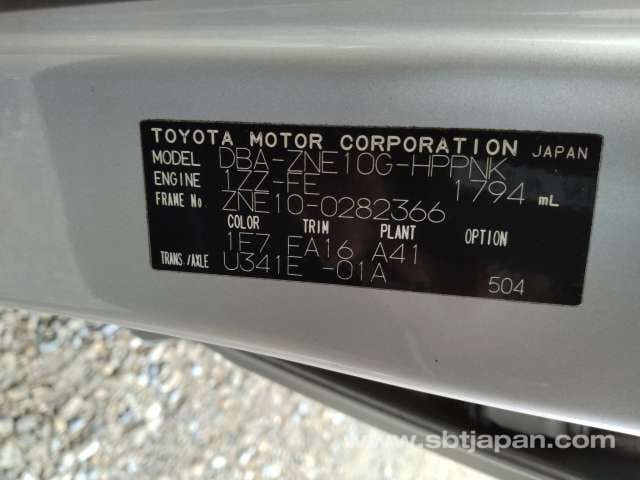 TOYOTA MOTOR CORPORATION JAPAN
MODEL DBA-ZNE10G-HPPNK
ENGINE 1ZZ-FE 1794 mL
FRAME No. ZNE10-0282366
COLOR TRIM PLANT OPTION
1E7 FA16 A41
TRANS./AXLE U341E -01A
504
www.sbtjapan.com